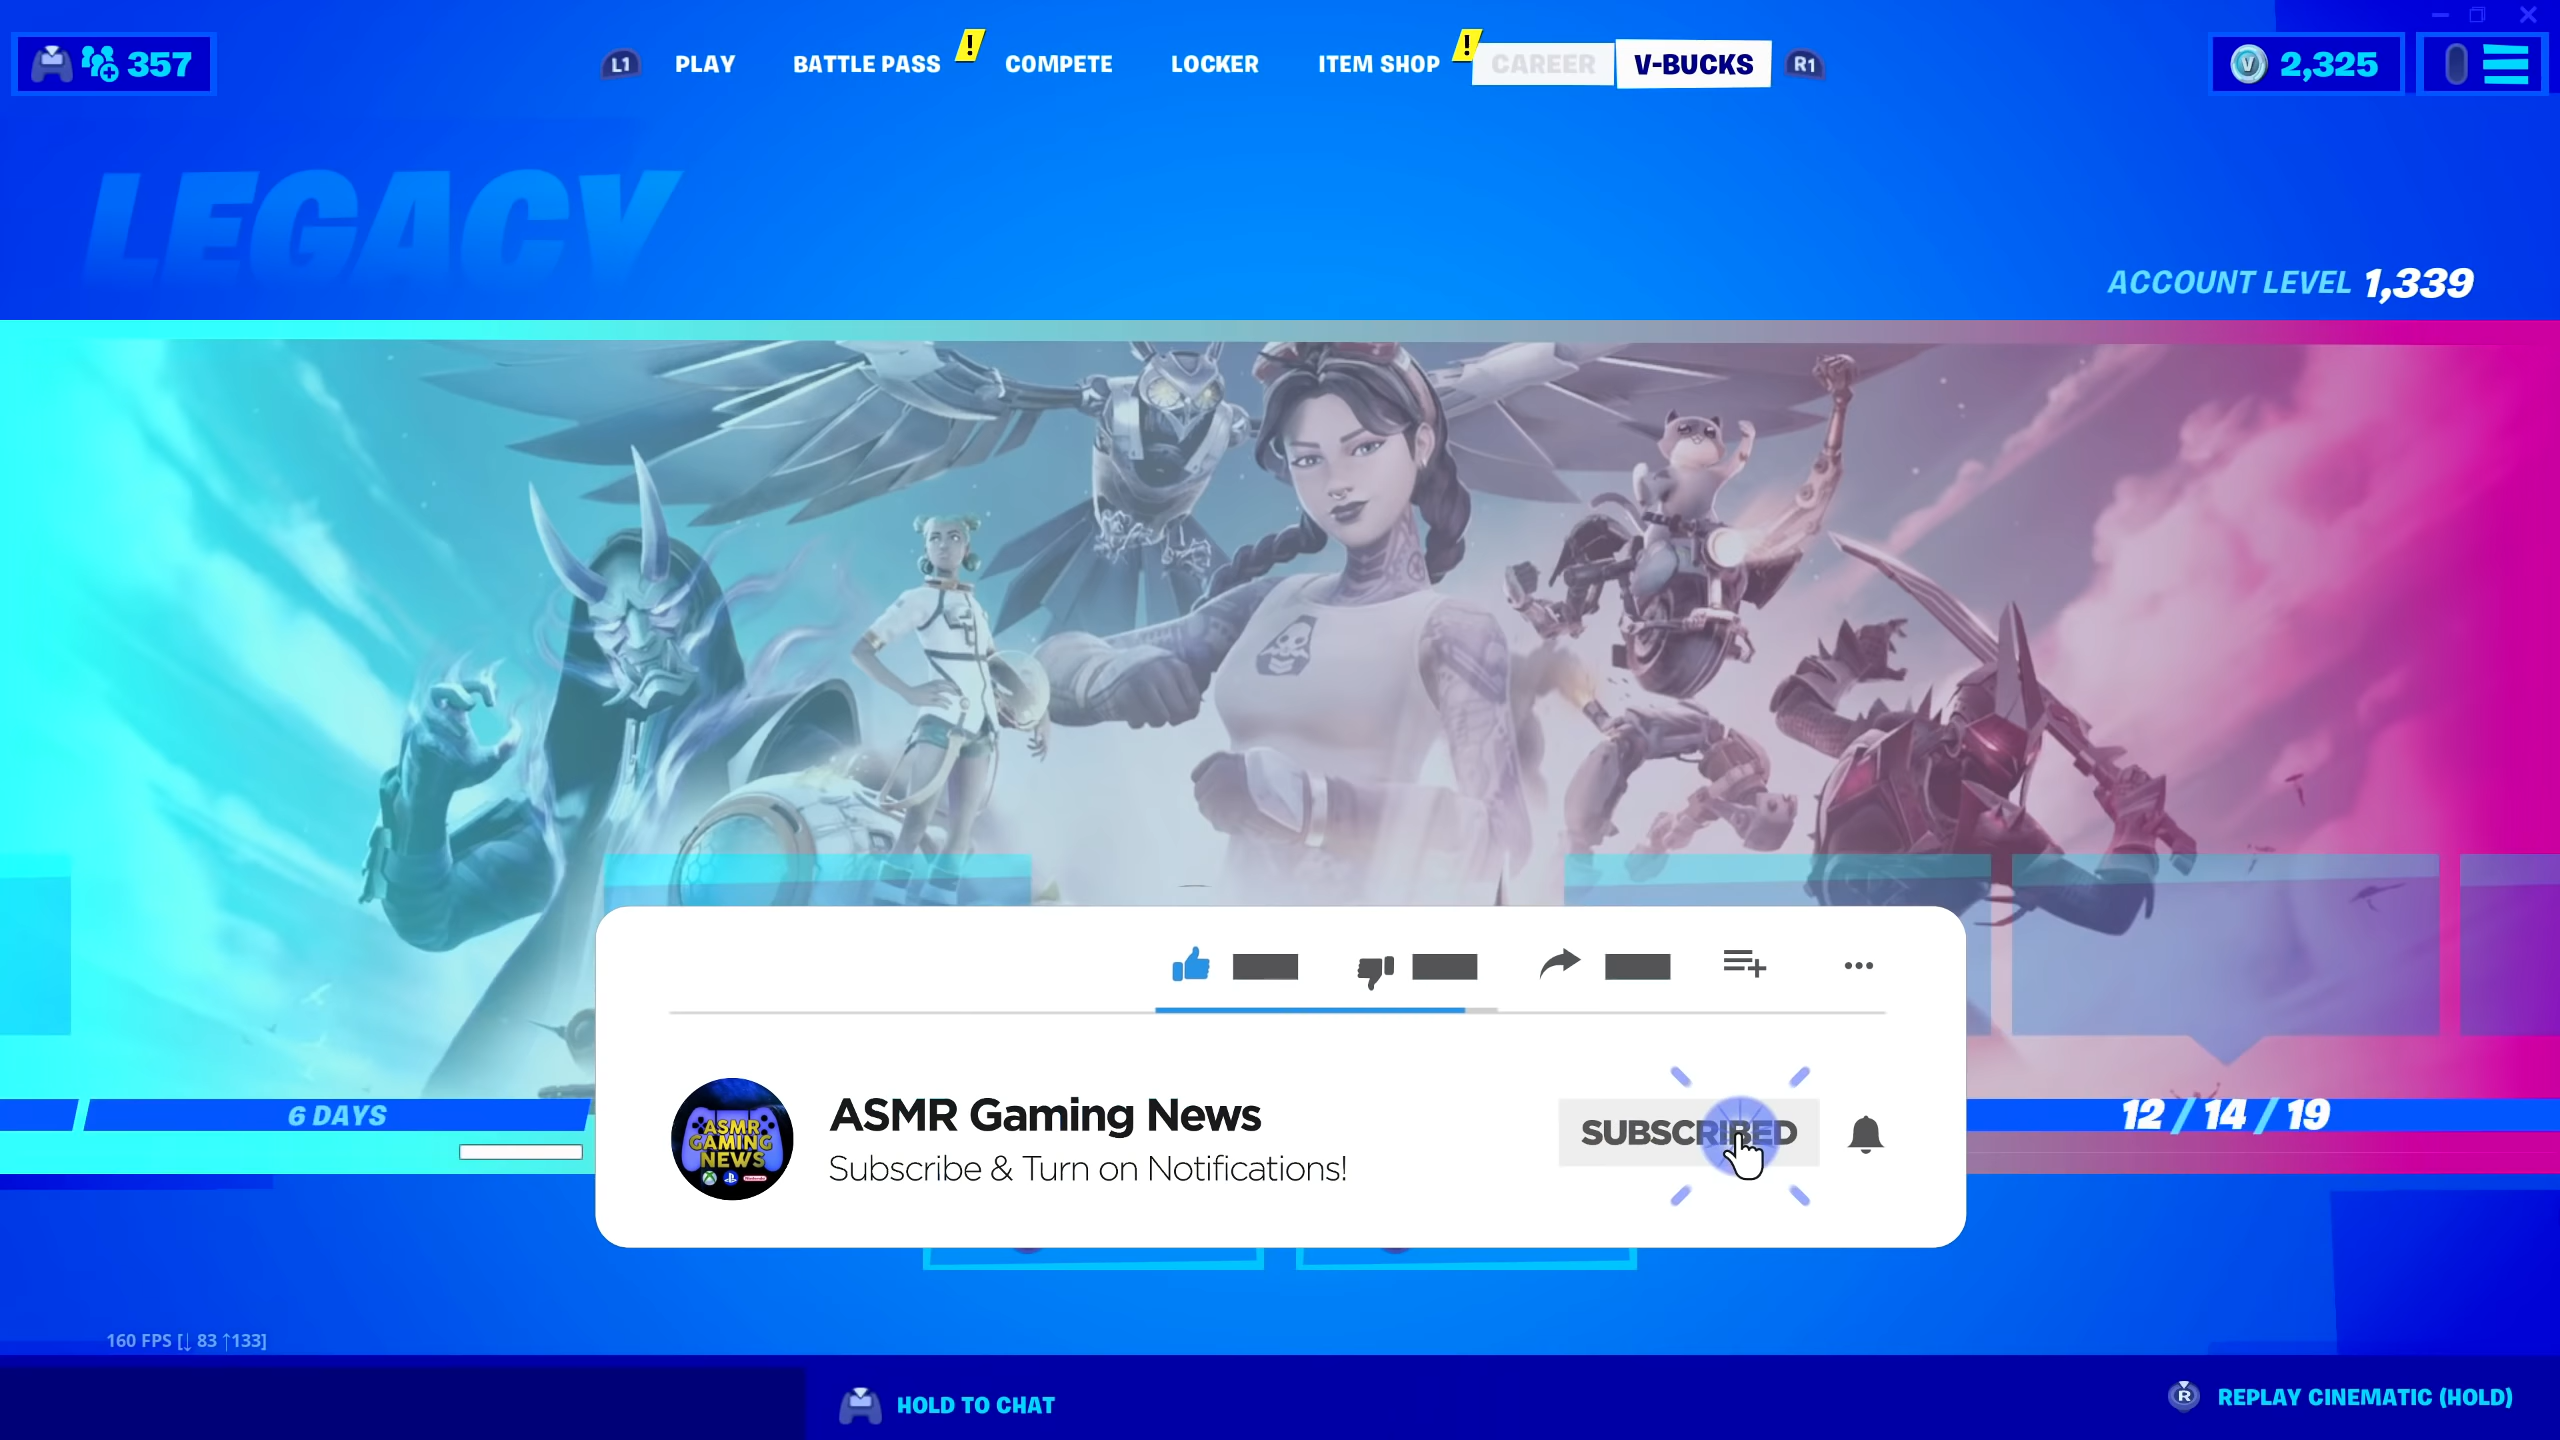 357
L1
PLAY
BATTLE PASS
!
COMPETE
LOCKER
ITEM SHOP
!
CAREER
V-BUCKS
R1
2,325
LEGACY
ACCOUNT LEVEL 1,339
6 DAYS
12 / 14 / 19
ASMR Gaming News
Subscribe & Turn on Notifications!
ASMR
GAMING
NEWS
SUBSCRIBED
160 FPS [↓ 83 ↑133]
HOLD TO CHAT
R
REPLAY CINEMATIC (HOLD)